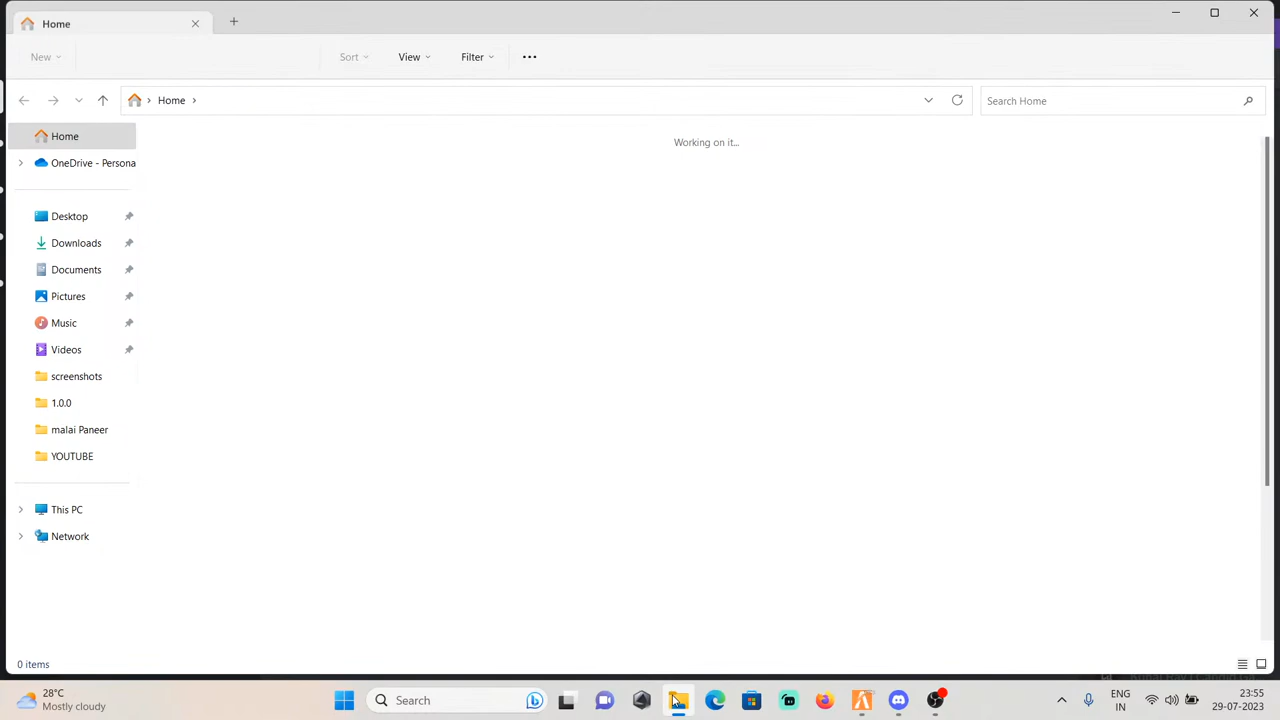 Home
New
Sort
View
Filter
Home
Search Home
Home
OneDrive - Persona
Working on it...
Desktop
Downloads
Documents
Pictures
Music
Videos
screenshots
1.0.0
malai Paneer
YOUTUBE
This PC
Network
0 items
28°C
Mostly cloudy
Search
ENG
IN
23:55
29-07-2023